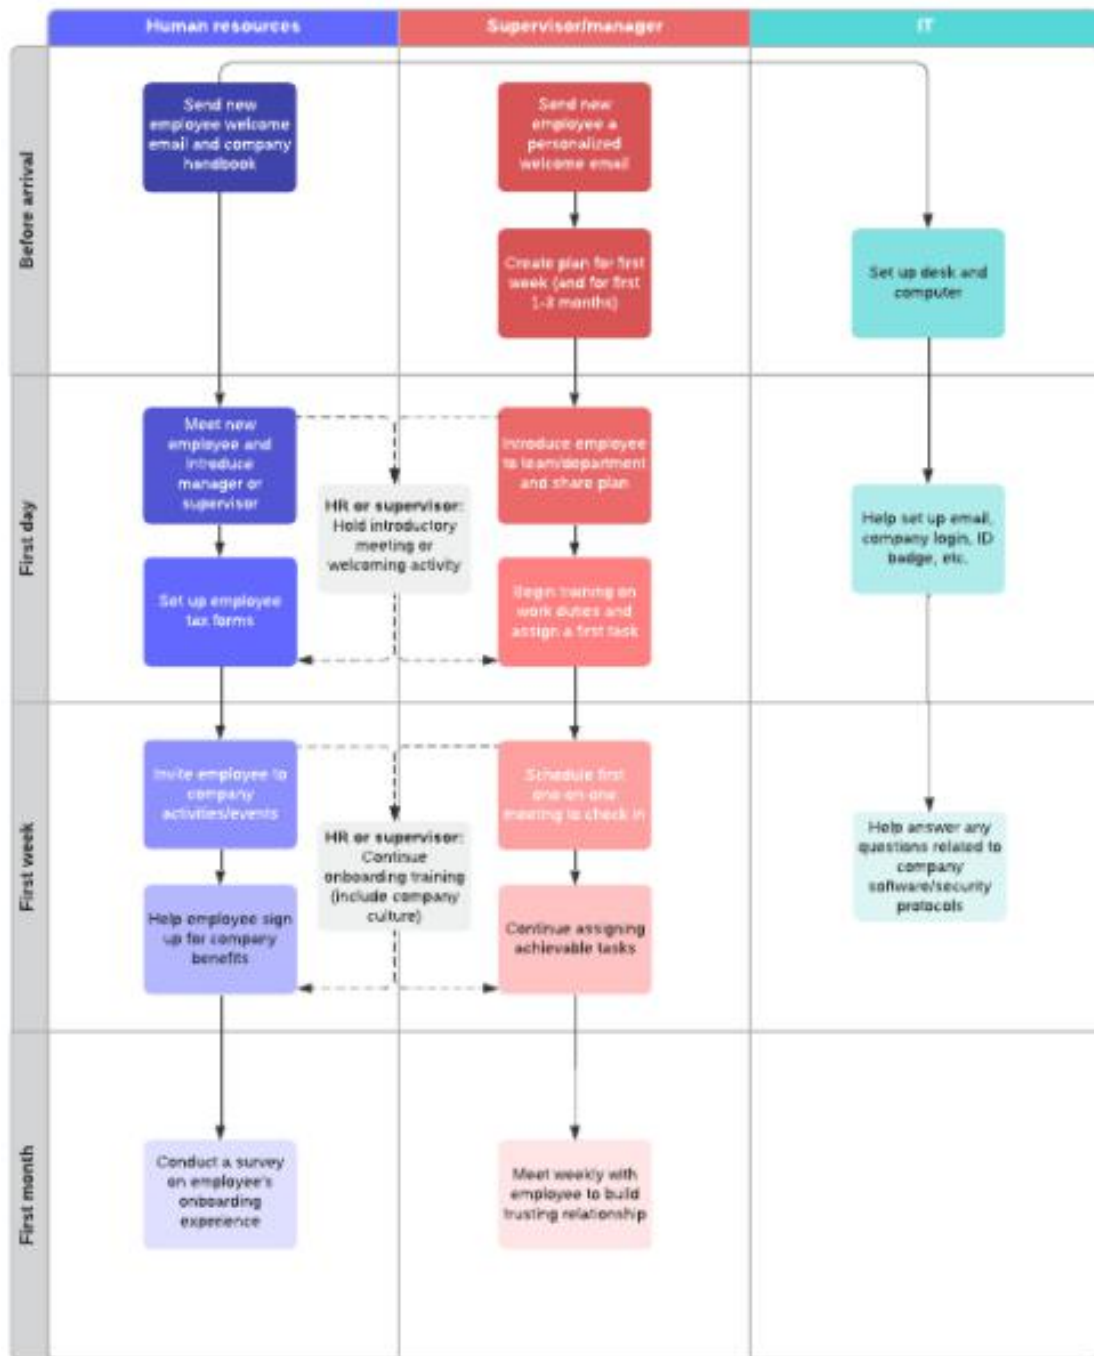 Human resources
Supervisor/manager
IT
Before arrival
Send new
employee welcome
email and company
handbook
Send new
employee a
personalized
welcome email
Create plan for first
week (and for first
1-3 months)
Set up desk and
computer
First day
Meet new
employee and
introduce
manager or
supervisor
Introduce employee
to team/department
and share plan
HR or supervisor:
Hold introductory
meeting or
welcoming activity
Help set up email,
company login, ID
badge, etc.
Set up employee
tax forms
Begin training on
work duties and
assign a first task
First week
Invite employee to
company
activities/events
Schedule first
one-on-one
meeting to check in
HR or supervisor:
Continue
onboarding training
(include company
culture)
Help answer any
questions related to
company
software/security
protocols
Help employee sign
up for company
benefits
Continue assigning
achievable tasks
First month
Conduct a survey
on employee's
onboarding
experience
Meet weekly with
employee to build
trusting relationship